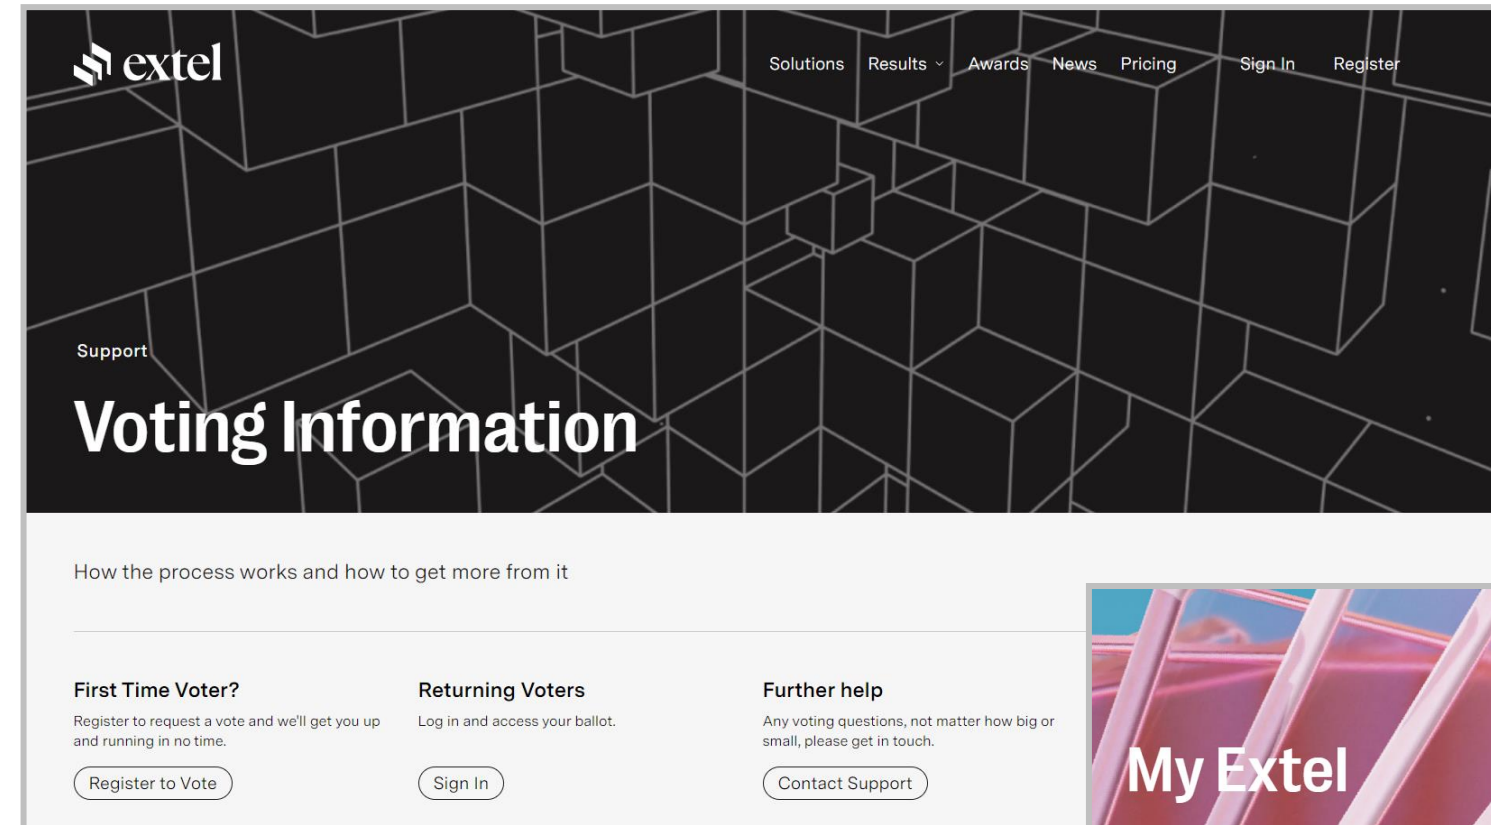 extel
Solutions Results Awards News Pricing Sign In Register
Support
Voting Information
How the process works and how to get more from it
First Time Voter?
Register to request a vote and we'll get you up
and running in no time.
Register to Vote
Returning Voters
Log in and access your ballot.
Sign In
Further help
Any voting questions, not matter how big or
small, please get in touch.
Contact Support
My Extel